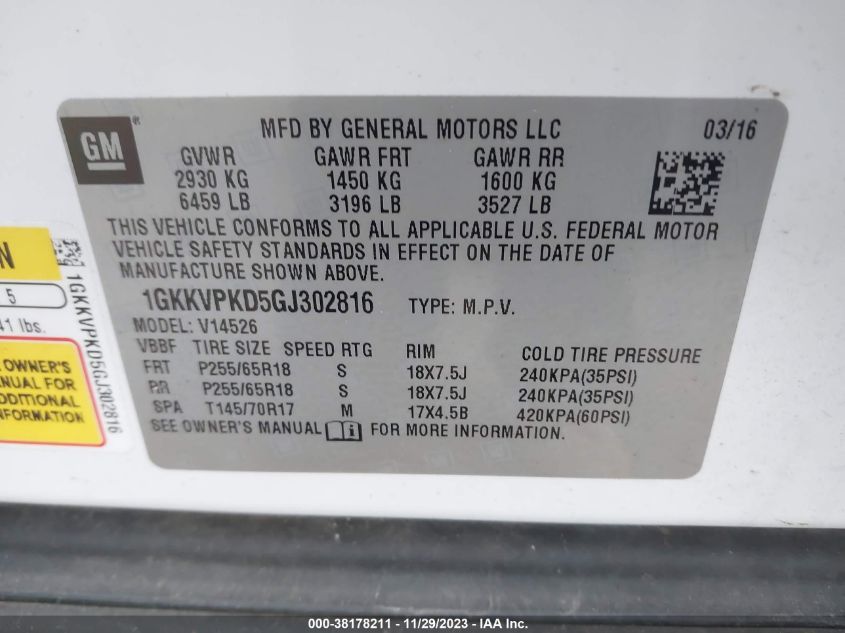 GM
MFD BY GENERAL MOTORS LLC 03/16
GVWR GAWR FRT GAWR RR
2930 KG 1450 KG 1600 KG
6459 LB 3196 LB 3527 LB
THIS VEHICLE CONFORMS TO ALL APPLICABLE U.S. FEDERAL MOTOR
VEHICLE SAFETY STANDARDS IN EFFECT ON THE DATE OF
MANUFACTURE SHOWN ABOVE.
1GKKVPKD5GJ302816 TYPE: M.P.V.
MODEL: V14526
VBBF TIRE SIZE SPEED RTG RIM COLD TIRE PRESSURE
FRT P255/65R18 S 18X7.5J 240KPA(35PSI)
RR P255/65R18 S 18X7.5J 240KPA(35PSI)
SPA T145/70R17 M 17X4.5B 420KPA(60PSI)
SEE OWNER'S MANUAL FOR MORE INFORMATION.
N
5
41 lbs.
OWNER'S
MANUAL FOR
ADDITIONAL
INFORMATION
1GKKVPKD5GJ302816
000-38178211 - 11/29/2023 - IAA Inc.